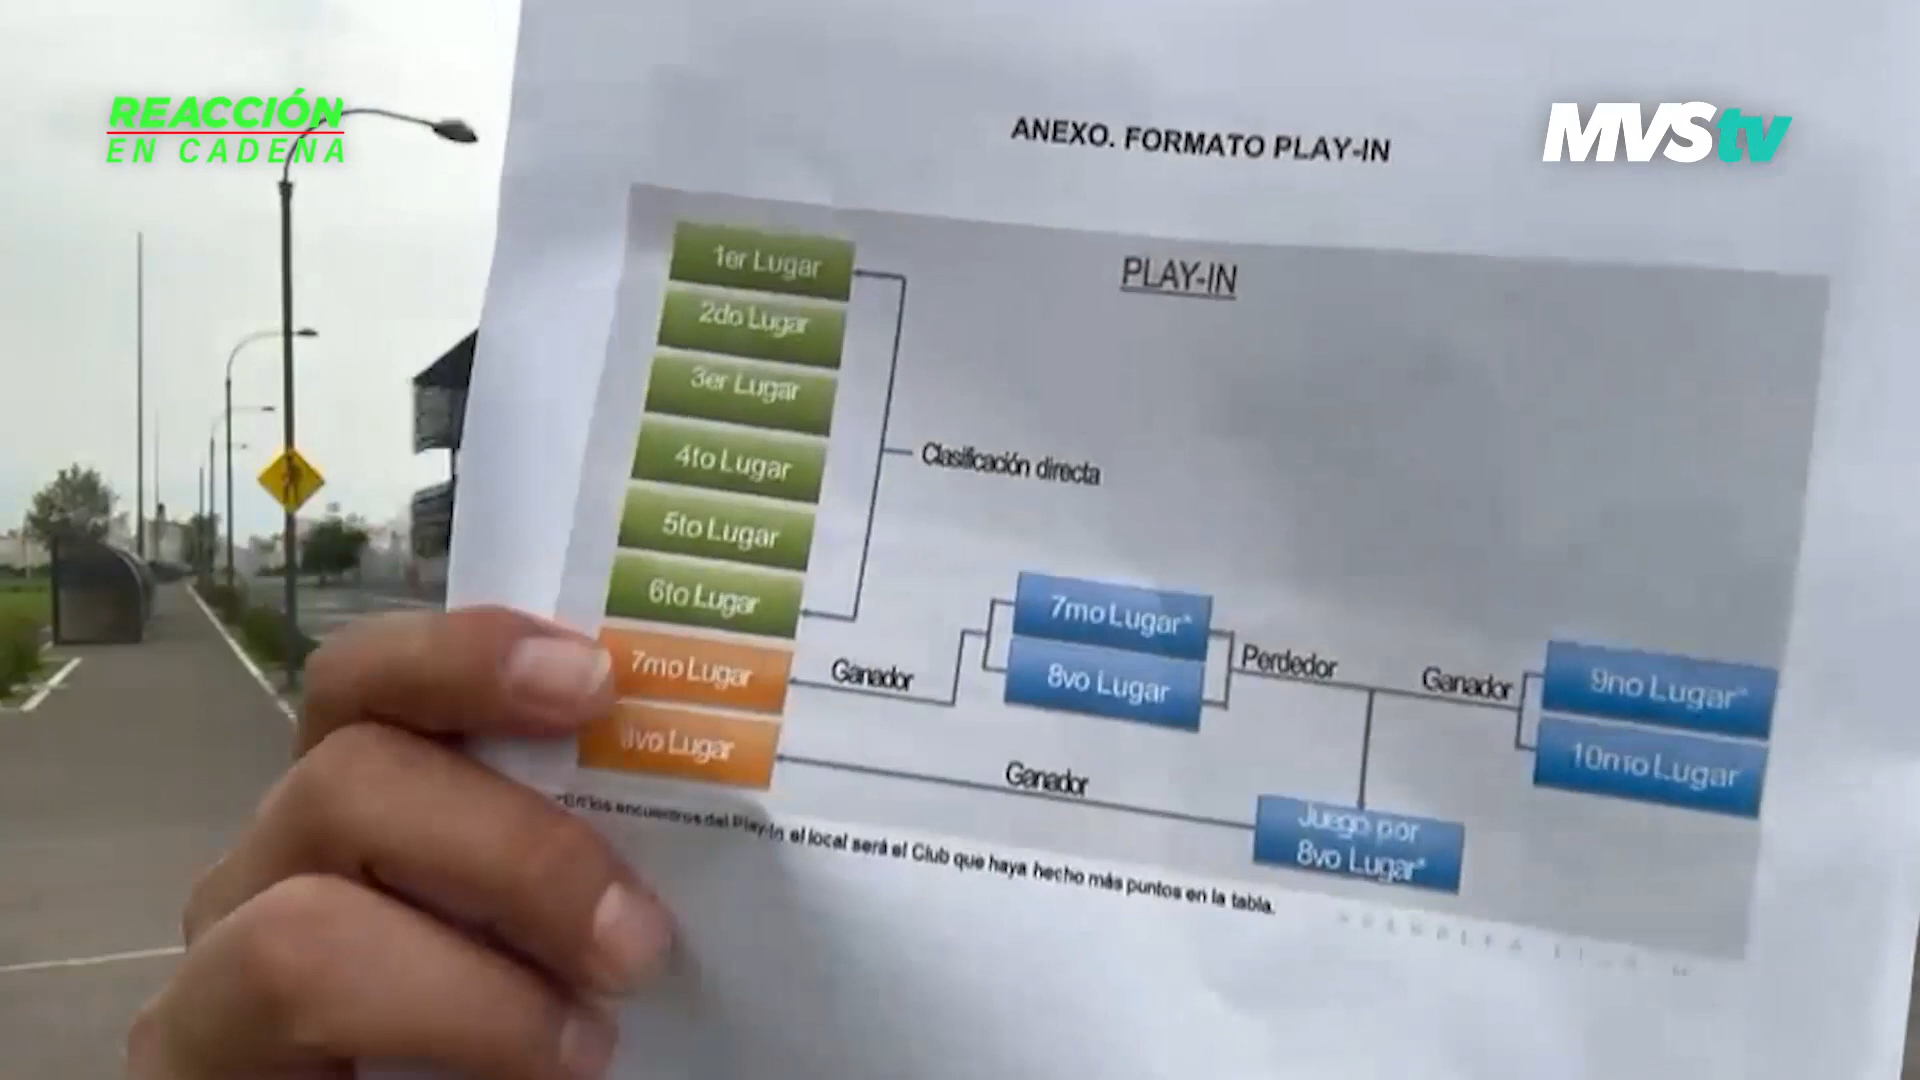 REACCIÓN
EN CADENA
MVStv
ANEXO. FORMATO PLAY-IN
PLAY-IN
1er Lugar
2do Lugar
3er Lugar
4to Lugar
5to Lugar
6to Lugar
7mo Lugar
8vo Lugar
Clasificación directa
Ganador
7mo Lugar*
8vo Lugar
Perdedor
Ganador
9no Lugar*
10mo Lugar
Ganador
Juego por
8vo Lugar*
*En los encuentros del Play-In el local será el Club que haya hecho más puntos en la tabla.